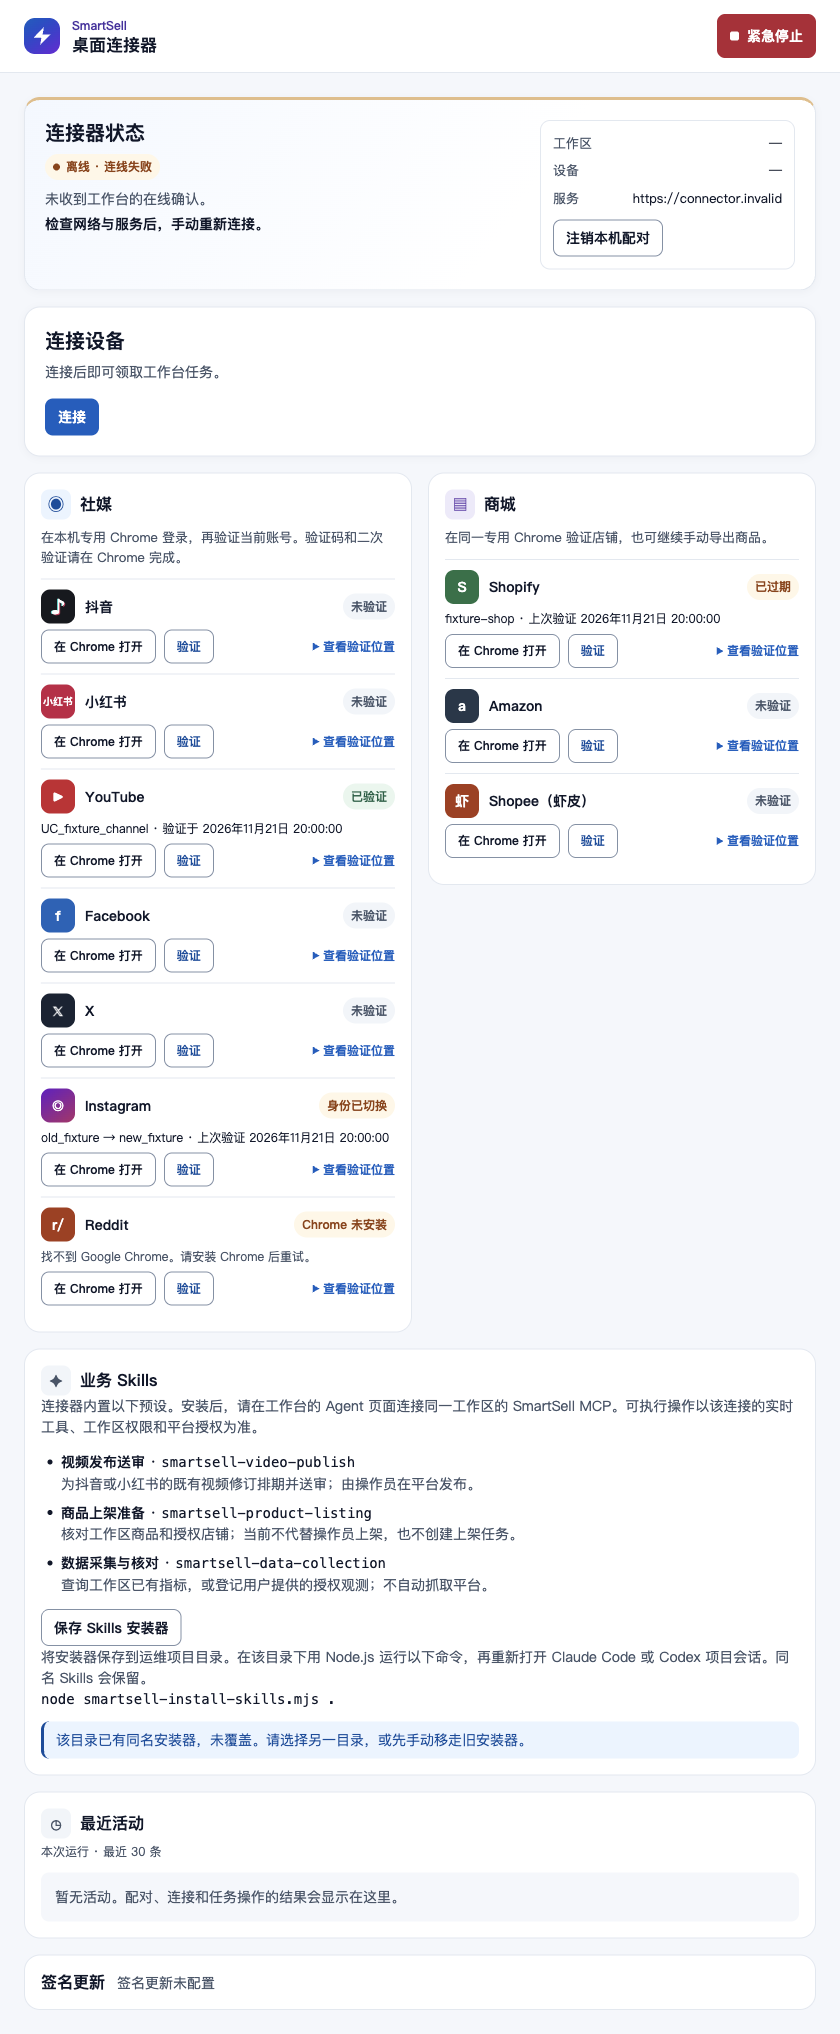 SmartSell
桌面连接器
紧急停止
连接器状态
离线 · 连线失败
未收到工作台的在线确认。
检查网络与服务后，手动重新连接。
工作区 —
设备 —
服务 https://connector.invalid
注销本机配对
连接设备
连接后即可领取工作台任务。
连接
社媒
在本机专用 Chrome 登录，再验证当前账号。验证码和二次
验证请在 Chrome 完成。
抖音 未验证
在 Chrome 打开 验证 查看验证位置
小红书 小红书 未验证
在 Chrome 打开 验证 查看验证位置
YouTube 已验证
UC_fixture_channel · 验证于 2026年11月21日 20:00:00
在 Chrome 打开 验证 查看验证位置
f Facebook 未验证
在 Chrome 打开 验证 查看验证位置
X X 未验证
在 Chrome 打开 验证 查看验证位置
Instagram 身份已切换
old_fixture → new_fixture · 上次验证 2026年11月21日 20:00:00
在 Chrome 打开 验证 查看验证位置
r/ Reddit Chrome 未安装
找不到 Google Chrome。请安装 Chrome 后重试。
在 Chrome 打开 验证 查看验证位置
商城
在同一专用 Chrome 验证店铺，也可继续手动导出商品。
S Shopify 已过期
fixture-shop · 上次验证 2026年11月21日 20:00:00
在 Chrome 打开 验证 查看验证位置
a Amazon 未验证
在 Chrome 打开 验证 查看验证位置
虾 Shopee（虾皮） 未验证
在 Chrome 打开 验证 查看验证位置
业务 Skills
连接器内置以下预设。安装后，请在工作台的 Agent 页面连接同一工作区的 SmartSell MCP。可执行操作以该连接的实时
工具、工作区权限和平台授权为准。
• 视频发布送审 · smartsell-video-publish
为抖音或小红书的既有视频修订排期并送审；由操作员在平台发布。
• 商品上架准备 · smartsell-product-listing
核对工作区商品和授权店铺；当前不代替操作员上架，也不创建上架任务。
• 数据采集与核对 · smartsell-data-collection
查询工作区已有指标，或登记用户提供的授权观测；不自动抓取平台。
保存 Skills 安装器
将安装器保存到运维项目目录。在该目录下用 Node.js 运行以下命令，再重新打开 Claude Code 或 Codex 项目会话。同
名 Skills 会保留。
node smartsell-install-skills.mjs .
该目录已有同名安装器，未覆盖。请选择另一目录，或先手动移走旧安装器。
最近活动
本次运行 · 最近 30 条
暂无活动。配对、连接和任务操作的结果会显示在这里。
签名更新 签名更新未配置